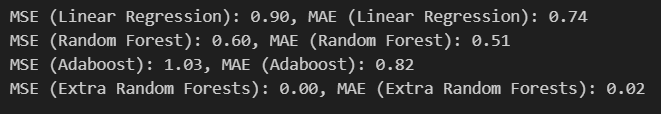 MSE (Linear Regression): 0.90, MAE (Linear Regression): 0.74
MSE (Random Forest): 0.60, MAE (Random Forest): 0.51
MSE (Adaboost): 1.03, MAE (Adaboost): 0.82
MSE (Extra Random Forests): 0.00, MAE (Extra Random Forests): 0.02